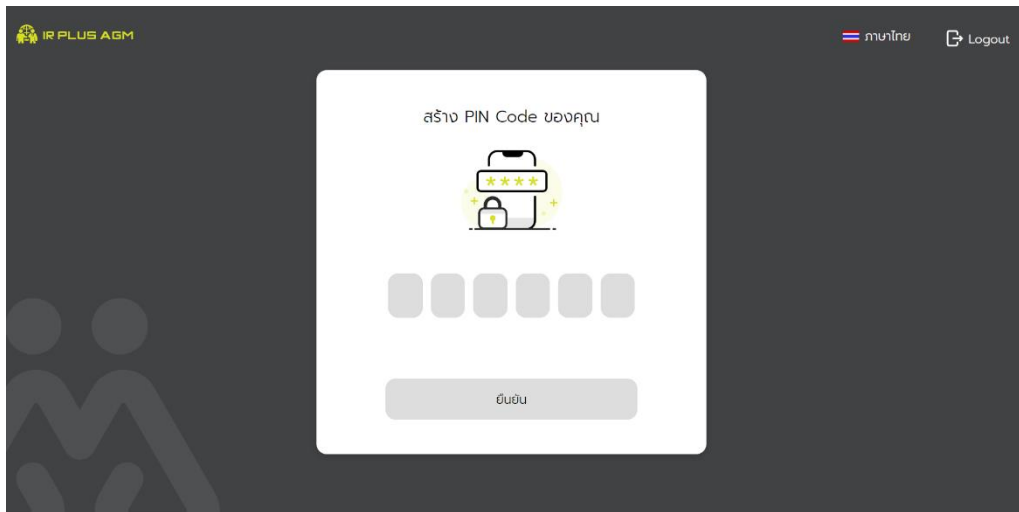 IR PLUS AGM
ภาษาไทย
Logout
สร้าง PIN Code ของคุณ
****
ยืนยัน